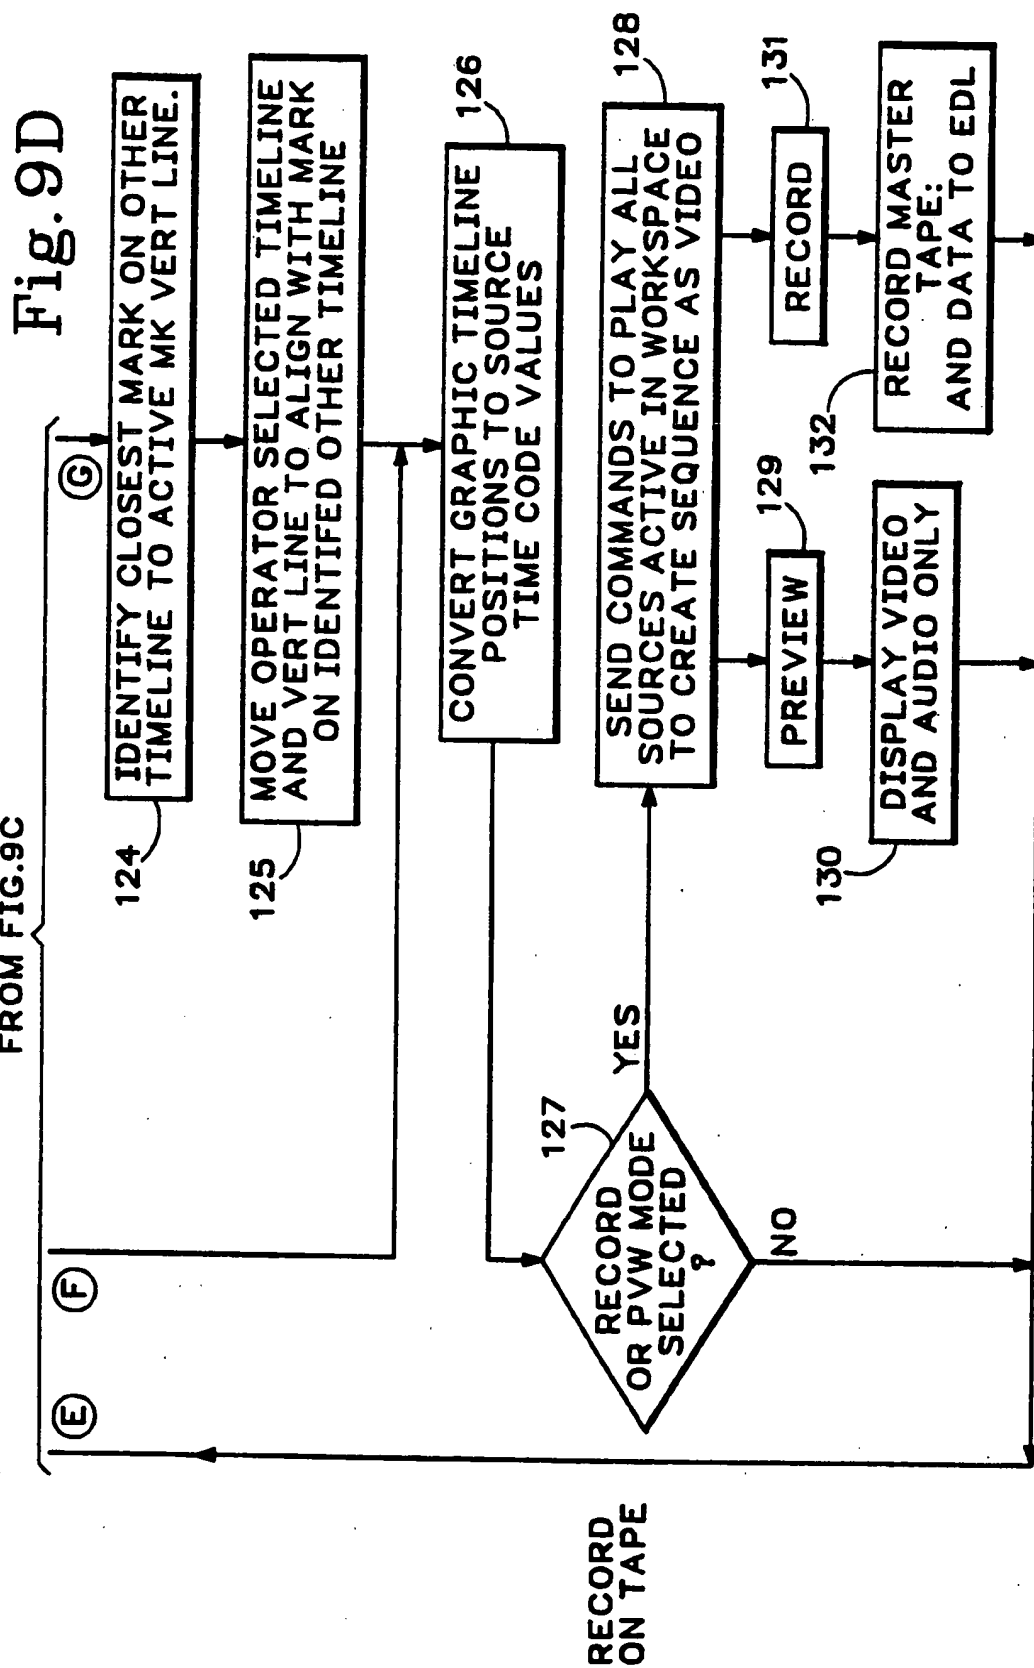 Fig. 9D
FROM FIG.9C
E
F
G
IDENTIFY CLOSEST MARK ON OTHER
TIMELINE TO ACTIVE MK VERT LINE.
124
MOVE OPERATOR SELECTED TIMELINE
AND VERT LINE TO ALIGN WITH MARK
ON IDENTIFED OTHER TIMELINE
125
CONVERT GRAPHIC TIMELINE
POSITIONS TO SOURCE
TIME CODE VALUES
126
RECORD
ON TAPE
RECORD
OR PVW MODE
SELECTED
?
127
YES
NO
SEND COMMANDS TO PLAY ALL
SOURCES ACTIVE IN WORKSPACE
TO CREATE SEQUENCE AS VIDEO
128
PREVIEW
129
RECORD
131
DISPLAY VIDEO
AND AUDIO ONLY
130
RECORD MASTER
TAPE:
AND DATA TO EDL
132